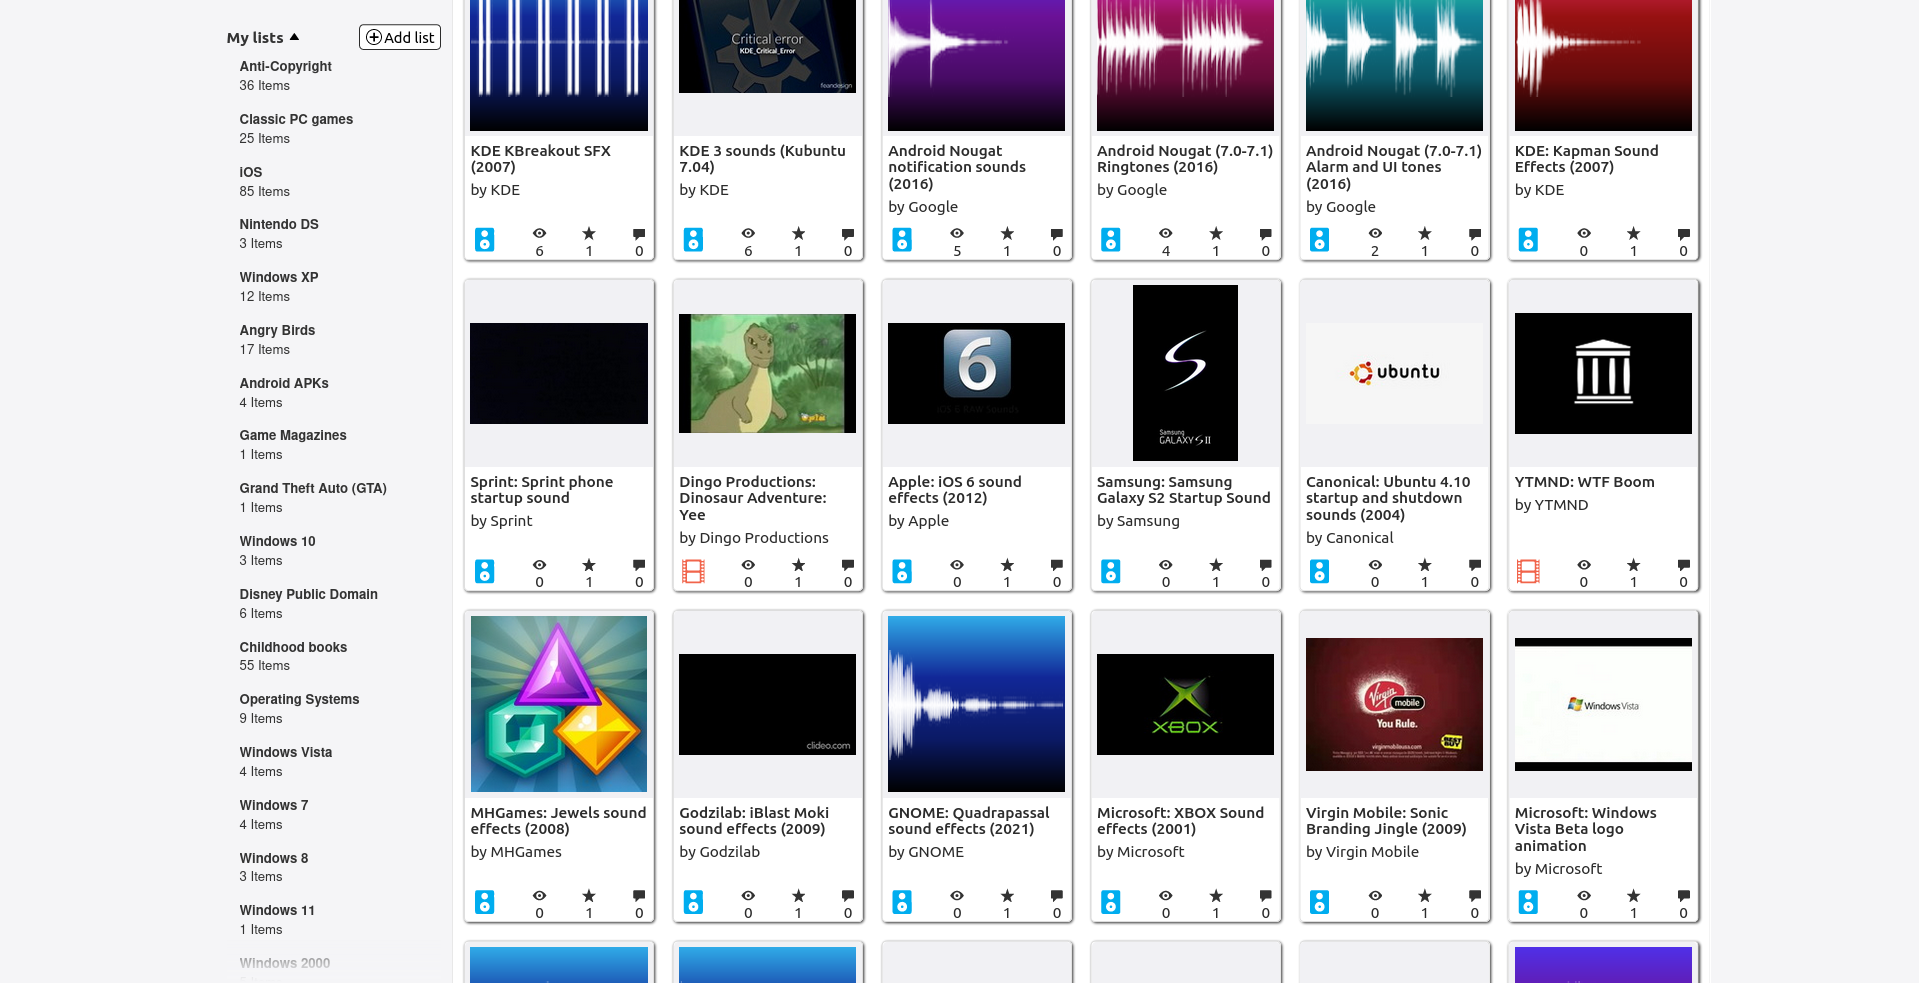 My lists
Add list
Anti-Copyright
36 Items
Classic PC games
25 Items
iOS
85 Items
Nintendo DS
3 Items
Windows XP
12 Items
Angry Birds
17 Items
Android APKs
4 Items
Game Magazines
1 Items
Grand Theft Auto (GTA)
1 Items
Windows 10
3 Items
Disney Public Domain
6 Items
Childhood books
55 Items
Operating Systems
9 Items
Windows Vista
4 Items
Windows 7
4 Items
Windows 8
3 Items
Windows 11
1 Items
Windows 2000
Critical error
KDE_Critical_Error
feandesign
KDE KBreakout SFX
(2007)
by KDE
6 1 0
KDE 3 sounds (Kubuntu
7.04)
by KDE
6 1 0
Android Nougat
notification sounds
(2016)
by Google
5 1 0
Android Nougat (7.0-7.1)
Ringtones (2016)
by Google
4 1 0
Android Nougat (7.0-7.1)
Alarm and UI tones
(2016)
by Google
2 1 0
KDE: Kapman Sound
Effects (2007)
by KDE
0 1 0
Sprint: Sprint phone
startup sound
by Sprint
0 1 0
Dingo Productions:
Dinosaur Adventure:
Yee
by Dingo Productions
0 1 0
6
iOS 6 RAW Sounds
Apple: iOS 6 sound
effects (2012)
by Apple
0 1 0
Samsung
GALAXY S II
Samsung: Samsung
Galaxy S2 Startup Sound
by Samsung
0 1 0
ubuntu
Canonical: Ubuntu 4.10
startup and shutdown
sounds (2004)
by Canonical
0 1 0
YTMND: WTF Boom
by YTMND
0 1 0
MHGames: Jewels sound
effects (2008)
by MHGames
0 1 0
clideo.com
Godzilab: iBlast Moki
sound effects (2009)
by Godzilab
0 1 0
GNOME: Quadrapassal
sound effects (2021)
by GNOME
0 1 0
XBOX
Microsoft: XBOX Sound
effects (2001)
by Microsoft
0 1 0
Virgin
mobile
You Rule.
virginmobileusa.com
BEST
BUY
Virgin Mobile: Sonic
Branding Jingle (2009)
by Virgin Mobile
0 1 0
Windows Vista
Microsoft: Windows
Vista Beta logo
animation
by Microsoft
0 1 0